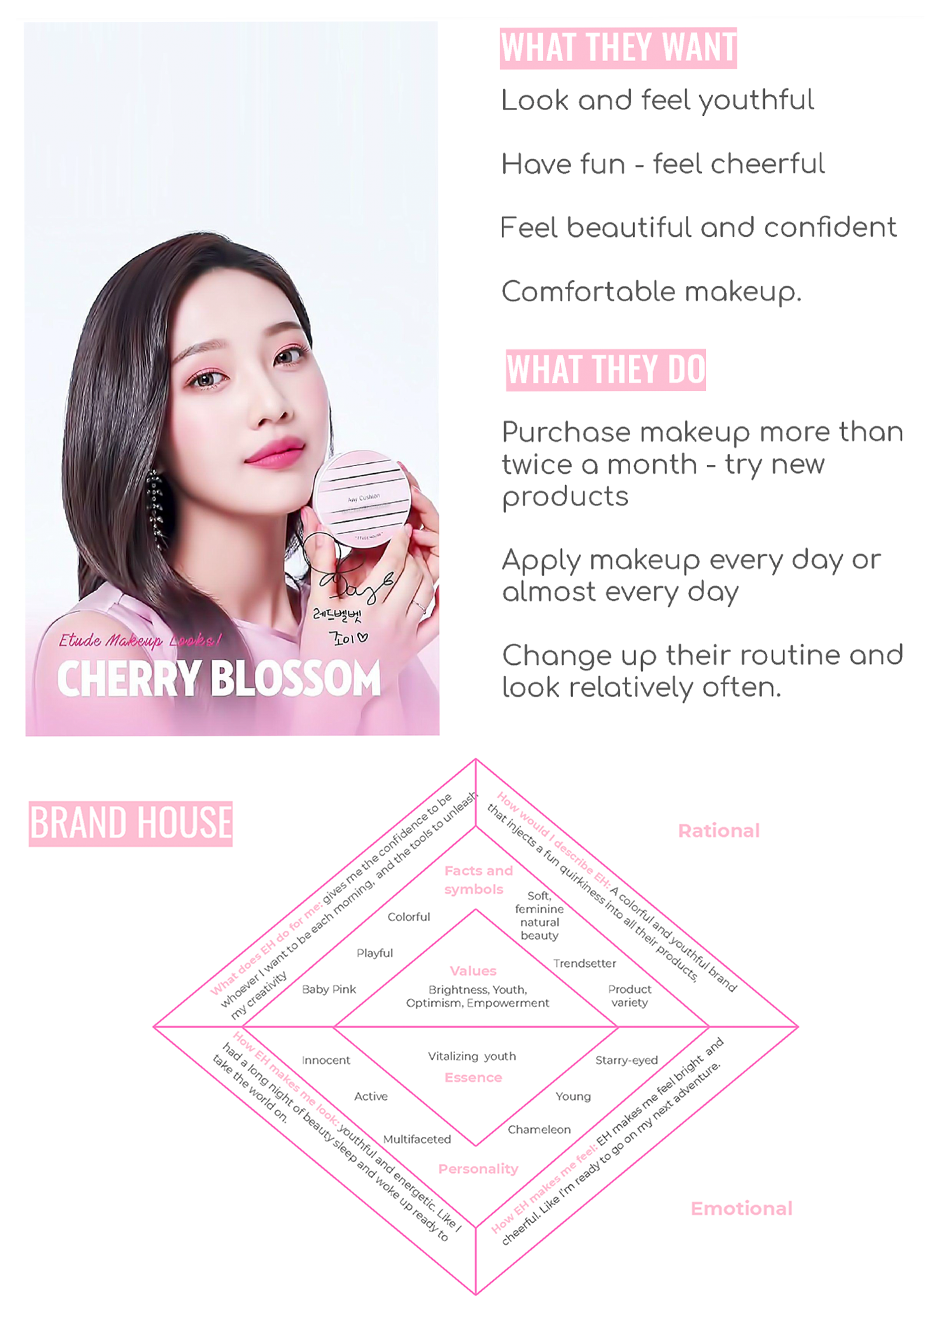 WHAT THEY WANT
Look and feel youthful
Have fun - feel cheerful
Feel beautiful and confident
Comfortable makeup.
WHAT THEY DO
Purchase makeup more than
twice a month - try new
products
Apply makeup every day or
almost every day
Change up their routine and
look relatively often.
Any Cushion
ETUDE HOUSE
레드벨벳
조이♡
Etude Makeup Looks!
CHERRY BLOSSOM
BRAND HOUSE
Rational
What does EH do for me: gives me the confidence to be
whoever I want to be each morning, and the tools to unleash
my creativity
How would I describe EH: A colorful and youthful brand
that injects a fun quirkiness into all their products,
Facts and
symbols
Colorful
Playful
Baby Pink
Soft,
feminine
natural
beauty
Trendsetter
Product
variety
Values
Brightness, Youth,
Optimism, Empowerment
Vitalizing youth
Essence
Innocent
Active
Multifaceted
Starry-eyed
Young
Chameleon
Personality
How EH makes me look: youthful and energetic. Like I
had a long night of beauty sleep and woke up ready to
take the world on.
How EH makes me feel: EH makes me feel bright and
cheerful. Like I'm ready to go on my next adventure.
Emotional